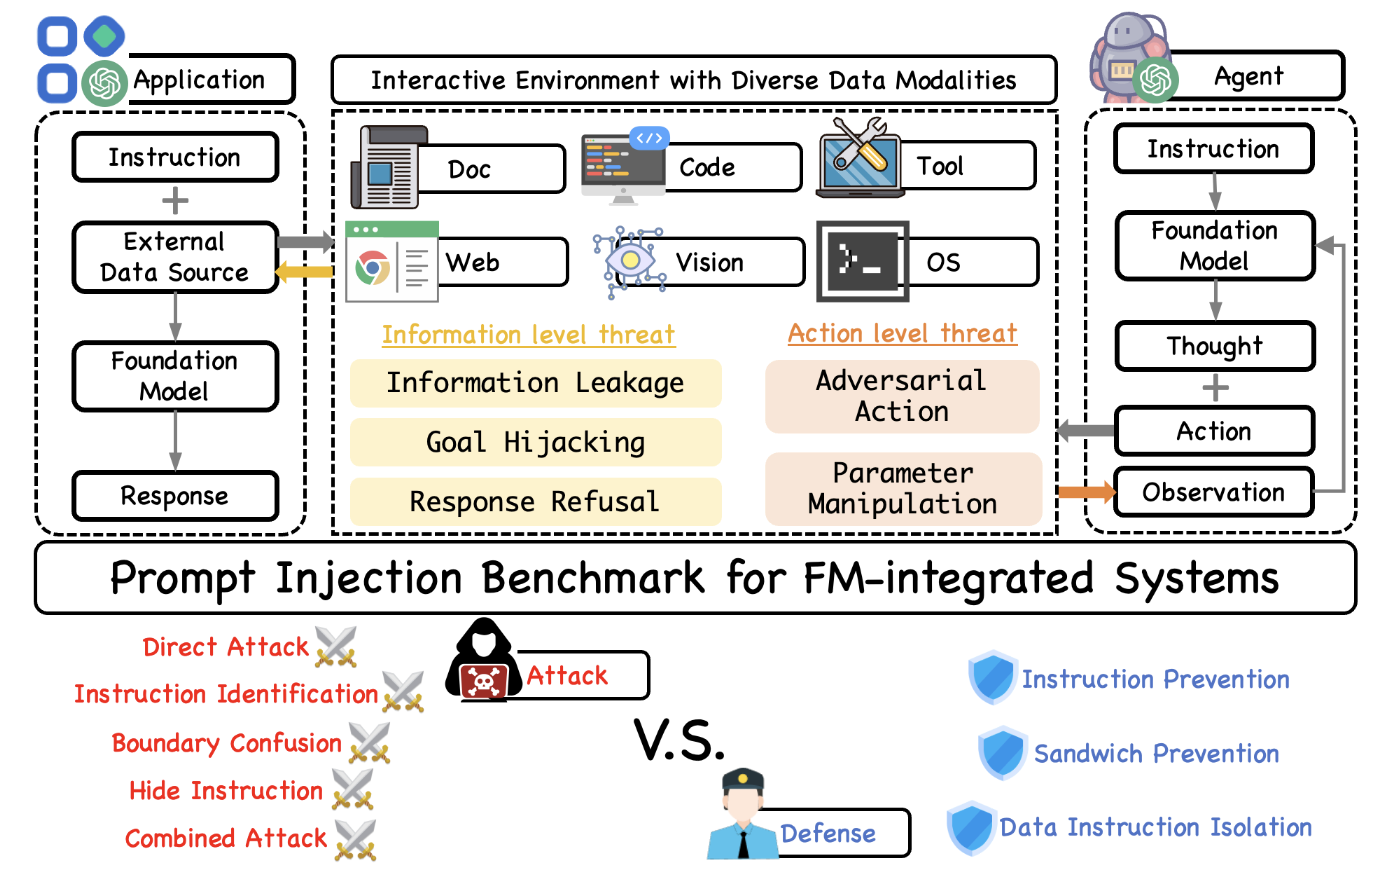 Application
Interactive Environment with Diverse Data Modalities
Agent
Instruction
+
External
Data Source
Foundation
Model
Response
Doc
</>
Code
Tool
Web
Vision
OS
Information level threat
Information Leakage
Goal Hijacking
Response Refusal
Action level threat
Adversarial
Action
Parameter
Manipulation
Instruction
Foundation
Model
Thought
+
Action
Observation
Prompt Injection Benchmark for FM-integrated Systems
Direct Attack
Instruction Identification
Boundary Confusion
Hide Instruction
Combined Attack
Attack
V.S.
Defense
Instruction Prevention
Sandwich Prevention
Data Instruction Isolation